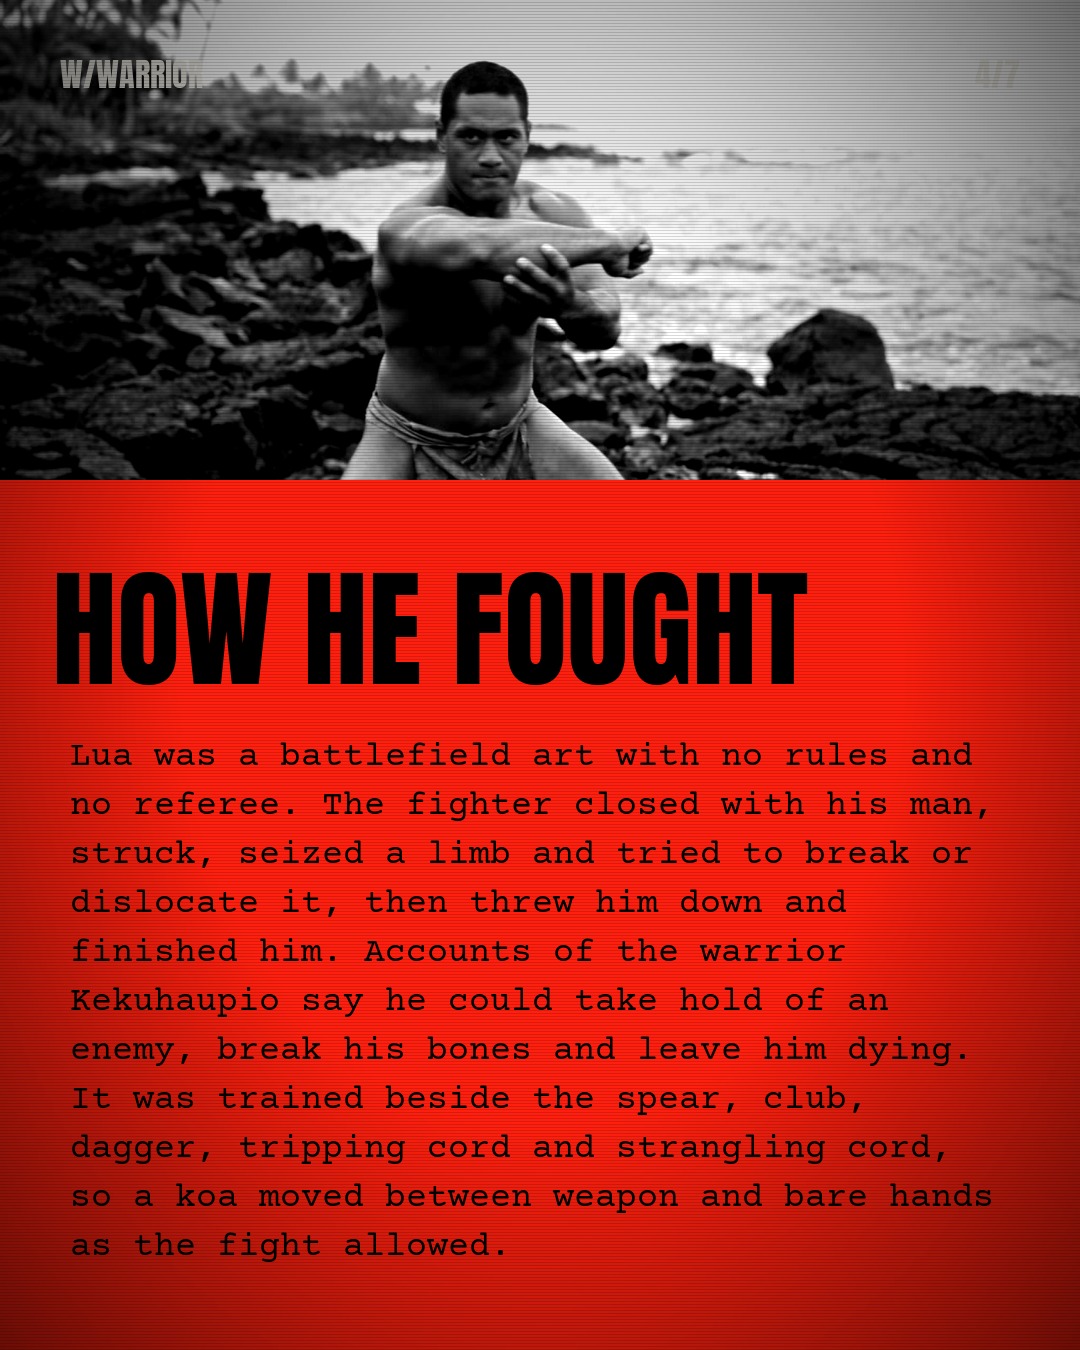 W/WARRIOR
4/7
HOW HE FOUGHT
Lua was a battlefield art with no rules and
no referee. The fighter closed with his man,
struck, seized a limb and tried to break or
dislocate it, then threw him down and
finished him. Accounts of the warrior
Kekuhaupio say he could take hold of an
enemy, break his bones and leave him dying.
It was trained beside the spear, club,
dagger, tripping cord and strangling cord,
so a koa moved between weapon and bare hands
as the fight allowed.